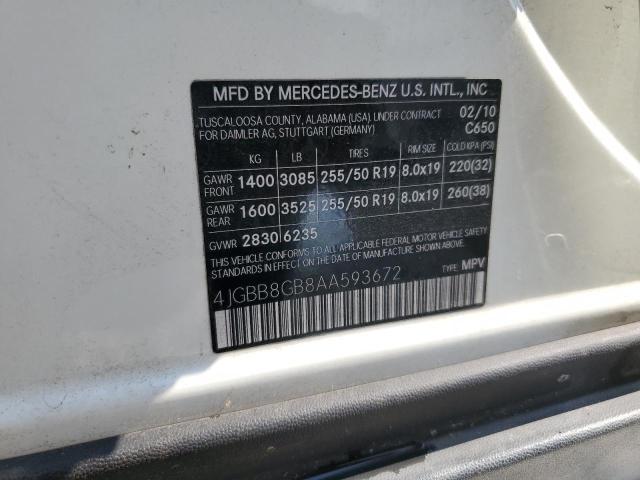 MFD BY MERCEDES-BENZ U.S. INTL., INC
TUSCALOOSA COUNTY, ALABAMA (USA). UNDER CONTRACT 02/10
FOR DAIMLER AG, STUTTGART (GERMANY) C650
KG LB TIRES RIM SIZE COLD KPA (PSI)
GAWR FRONT 1400 3085 255/50 R19 8.0x19 220(32)
GAWR REAR 1600 3525 255/50 R19 8.0x19 260(38)
GVWR 2830 6235
THIS VEHICLE CONFORMS TO ALL APPLICABLE FEDERAL MOTOR VEHICLE SAFETY
STANDARDS IN EFFECT ON THE DATE OF MANUFACTURE SHOWN ABOVE.
4JGBB8GB8AA593672 TYPE: MPV